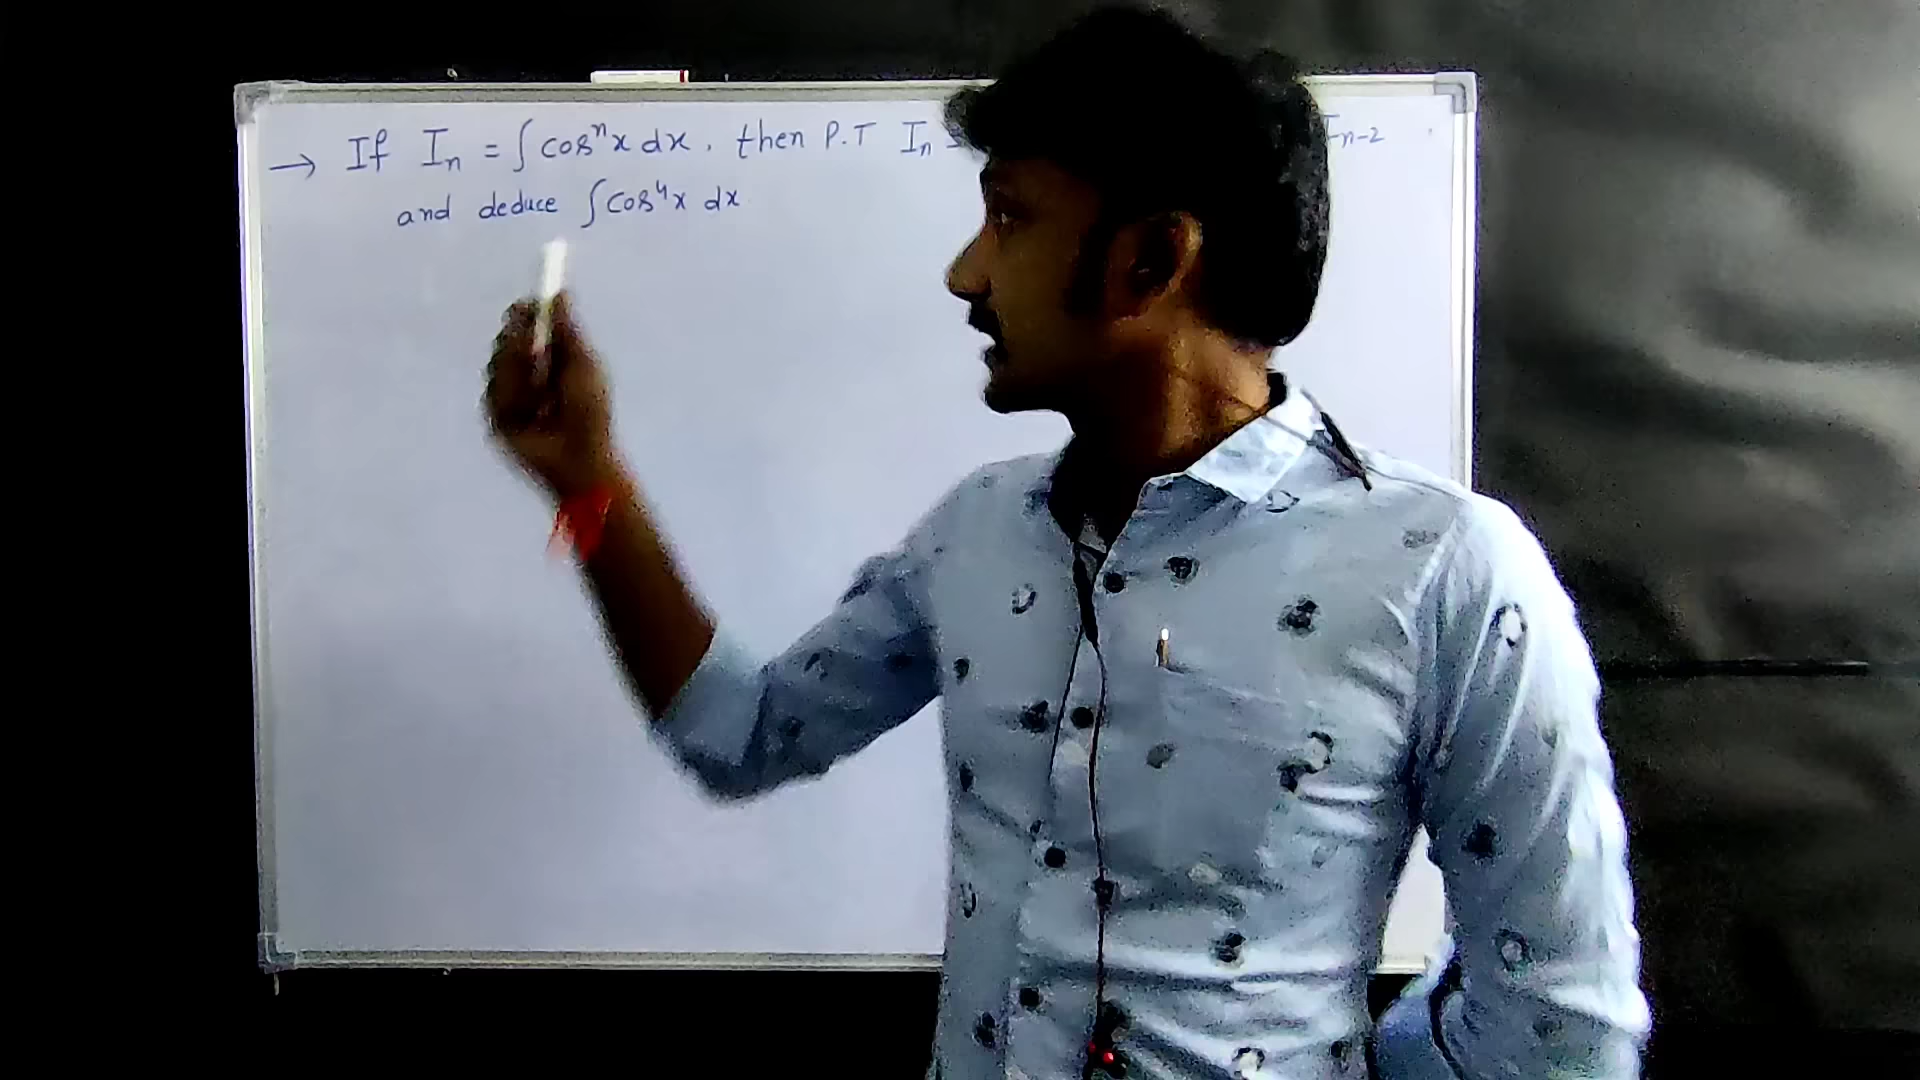 → If Iₙ = ∫ cosⁿx dx, then P.T Iₙ = Iₙ₋₂
and deduce ∫ cos⁴x dx